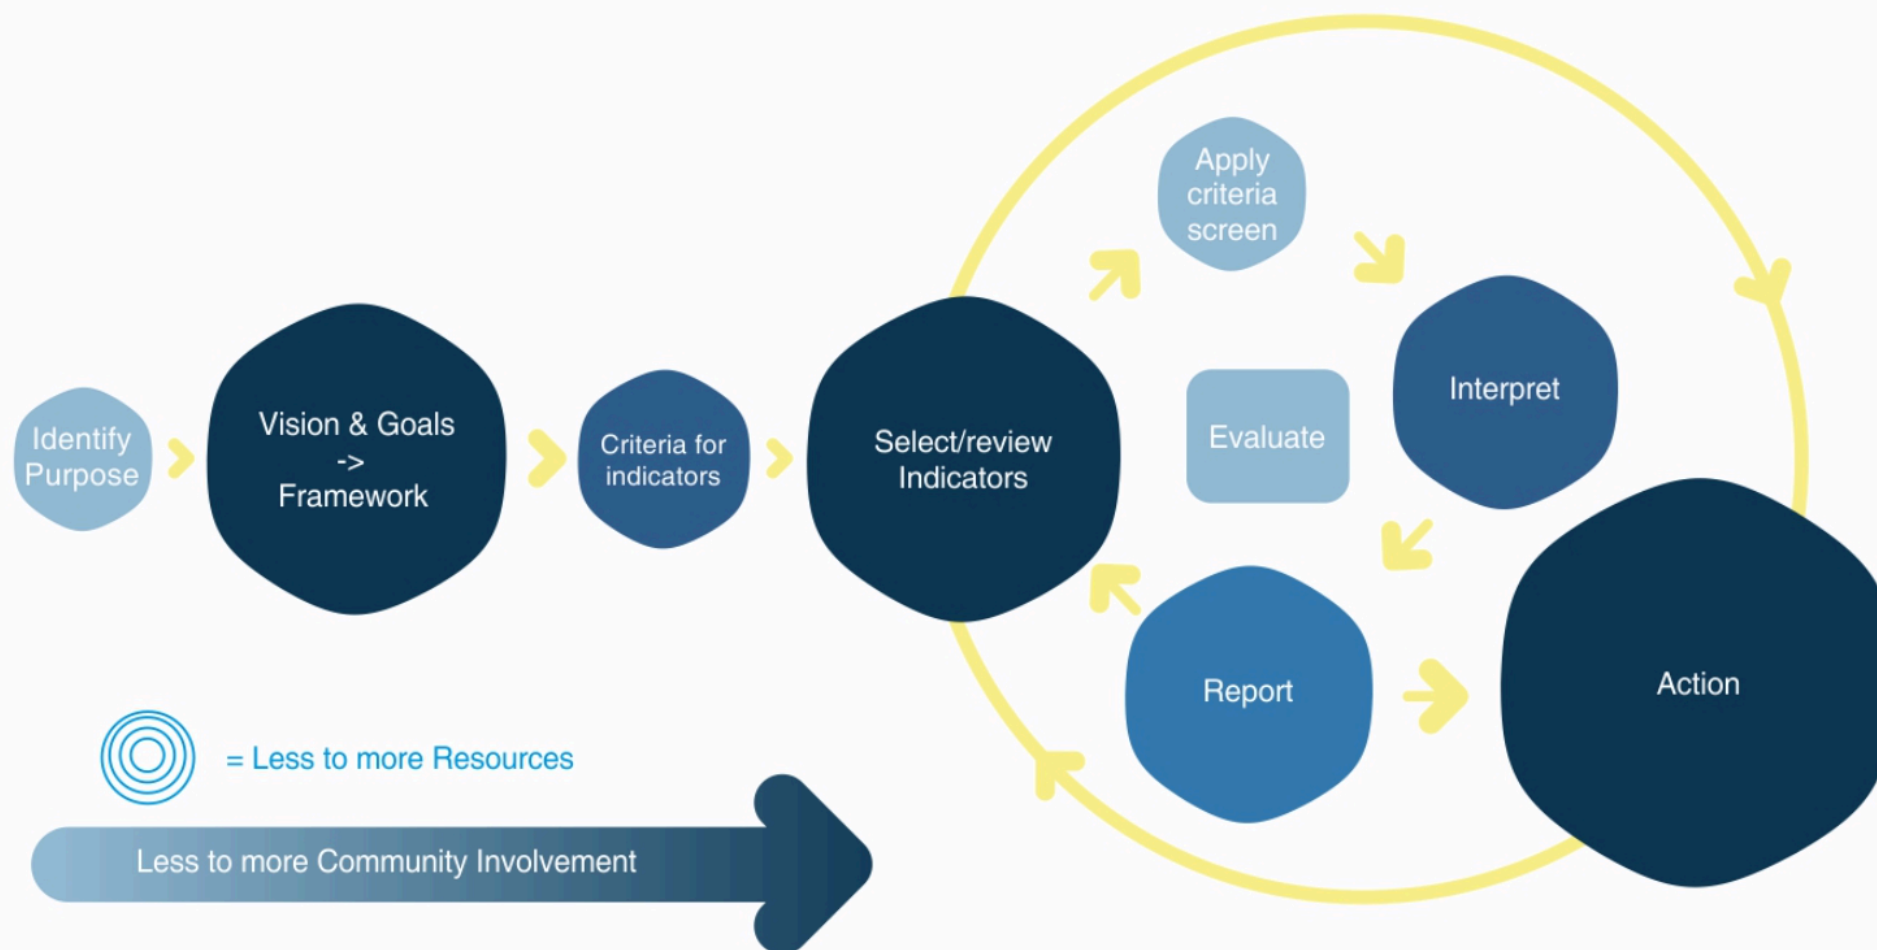 Identify
Purpose
Vision & Goals
->
Framework
Criteria for
indicators
Select/review
Indicators
Apply
criteria
screen
Evaluate
Interpret
Report
Action
= Less to more Resources
Less to more Community Involvement